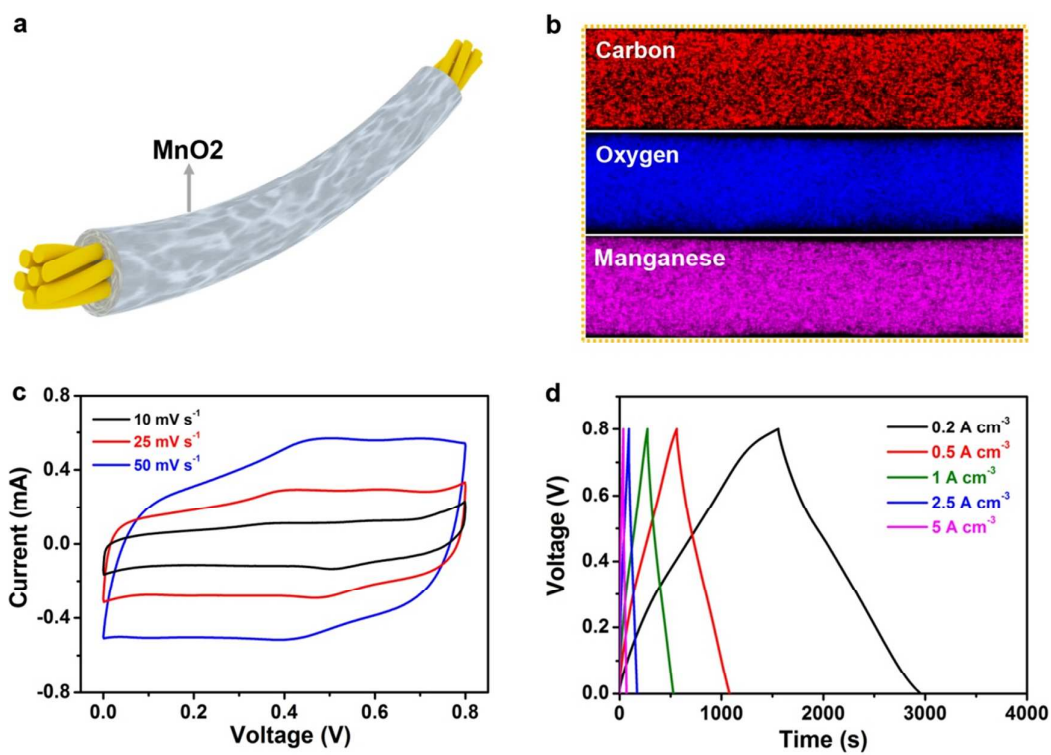 a
MnO2
b
Carbon
Oxygen
Manganese
c
10 mV s⁻¹
25 mV s⁻¹
50 mV s⁻¹
0.8
0.4
0.0
-0.4
-0.8
Current (mA)
0.0 0.2 0.4 0.6 0.8
Voltage (V)
d
0.2 A cm⁻³
0.5 A cm⁻³
1 A cm⁻³
2.5 A cm⁻³
5 A cm⁻³
0.8
0.6
0.4
0.2
0.0
Voltage (V)
0 1000 2000 3000 4000
Time (s)